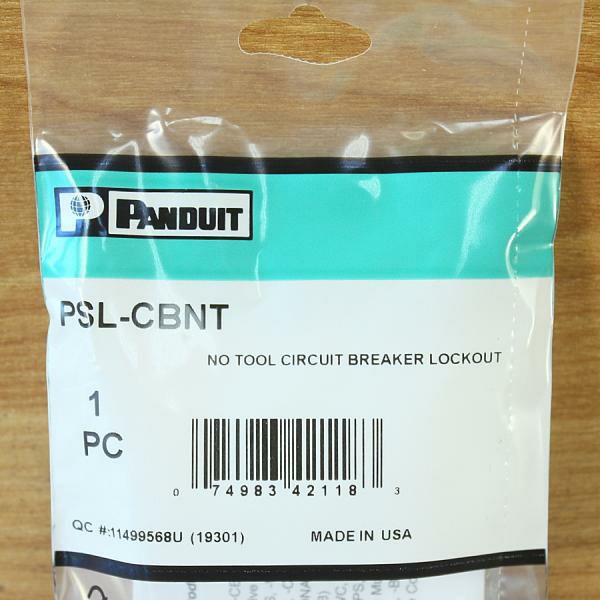 P PANDUIT
PSL-CBNT
NO TOOL CIRCUIT BREAKER LOCKOUT
1
PC
0 74983 42118 3
QC #:11499568U (19301) MADE IN USA